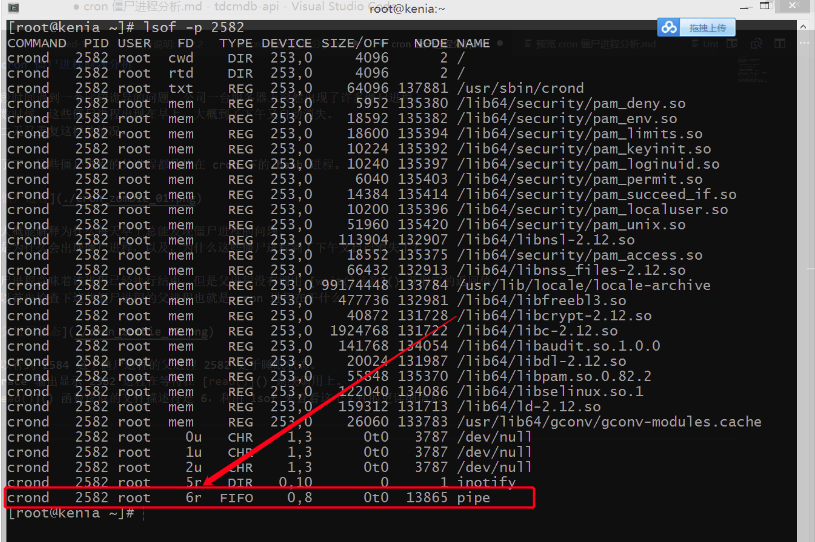 cron 僵尸进程分析.md - tdcmdb-api - Visual Studio Code
root@kenia:~
拖拽上传
[root@kenia ~]# lsof -p 2582
COMMAND PID USER FD TYPE DEVICE SIZE/OFF NODE NAME
crond 2582 root cwd DIR 253,0 4096 2 /
crond 2582 root rtd DIR 253,0 4096 2 /
crond 2582 root txt REG 253,0 64096 137881 /usr/sbin/crond
crond 2582 root mem REG 253,0 5952 135380 /lib64/security/pam_deny.so
crond 2582 root mem REG 253,0 18592 135382 /lib64/security/pam_env.so
crond 2582 root mem REG 253,0 18600 135394 /lib64/security/pam_limits.so
crond 2582 root mem REG 253,0 10224 135392 /lib64/security/pam_keyinit.so
crond 2582 root mem REG 253,0 10240 135397 /lib64/security/pam_loginuid.so
crond 2582 root mem REG 253,0 6040 135403 /lib64/security/pam_permit.so
crond 2582 root mem REG 253,0 14384 135414 /lib64/security/pam_succeed_if.so
crond 2582 root mem REG 253,0 10200 135396 /lib64/security/pam_localuser.so
crond 2582 root mem REG 253,0 51960 135420 /lib64/security/pam_unix.so
crond 2582 root mem REG 253,0 113904 132907 /lib64/libnsl-2.12.so
crond 2582 root mem REG 253,0 18552 135375 /lib64/security/pam_access.so
crond 2582 root mem REG 253,0 66432 132913 /lib64/libnss_files-2.12.so
crond 2582 root mem REG 253,0 99174448 133784 /usr/lib/locale/locale-archive
crond 2582 root mem REG 253,0 477736 132981 /lib64/libfreebl3.so
crond 2582 root mem REG 253,0 40872 131728 /lib64/libcrypt-2.12.so
crond 2582 root mem REG 253,0 1924768 131722 /lib64/libc-2.12.so
crond 2582 root mem REG 253,0 141768 134054 /lib64/libaudit.so.1.0.0
crond 2582 root mem REG 253,0 20024 131987 /lib64/libdl-2.12.so
crond 2582 root mem REG 253,0 55848 135370 /lib64/libpam.so.0.82.2
crond 2582 root mem REG 253,0 122040 134086 /lib64/libselinux.so.1
crond 2582 root mem REG 253,0 159312 131713 /lib64/ld-2.12.so
crond 2582 root mem REG 253,0 26060 133783 /usr/lib64/gconv/gconv-modules.cache
crond 2582 root 0u CHR 1,3 0t0 3787 /dev/null
crond 2582 root 1u CHR 1,3 0t0 3787 /dev/null
crond 2582 root 2u CHR 1,3 0t0 3787 /dev/null
crond 2582 root 5r DIR 0,10 0 1 inotify
crond 2582 root 6r FIFO 0,8 0t0 13865 pipe
[root@kenia ~]#